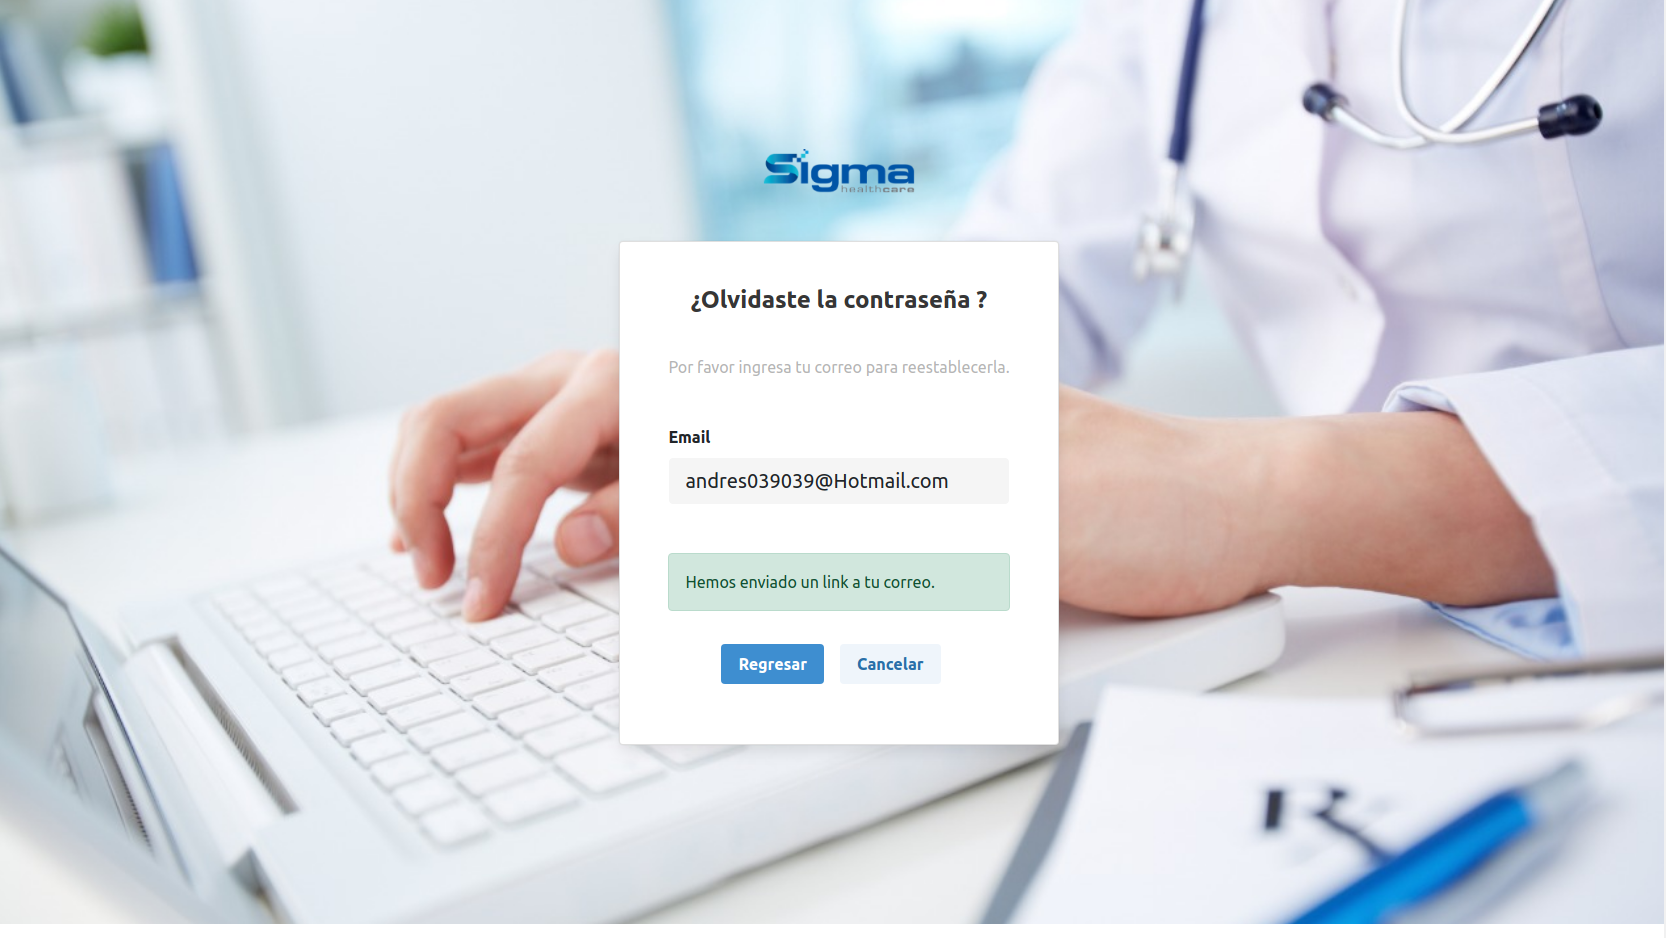 Sigma
healthcare
¿Olvidaste la contraseña ?
Por favor ingresa tu correo para reestablecerla.
Email
andres039039@Hotmail.com
Hemos enviado un link a tu correo.
Regresar
Cancelar